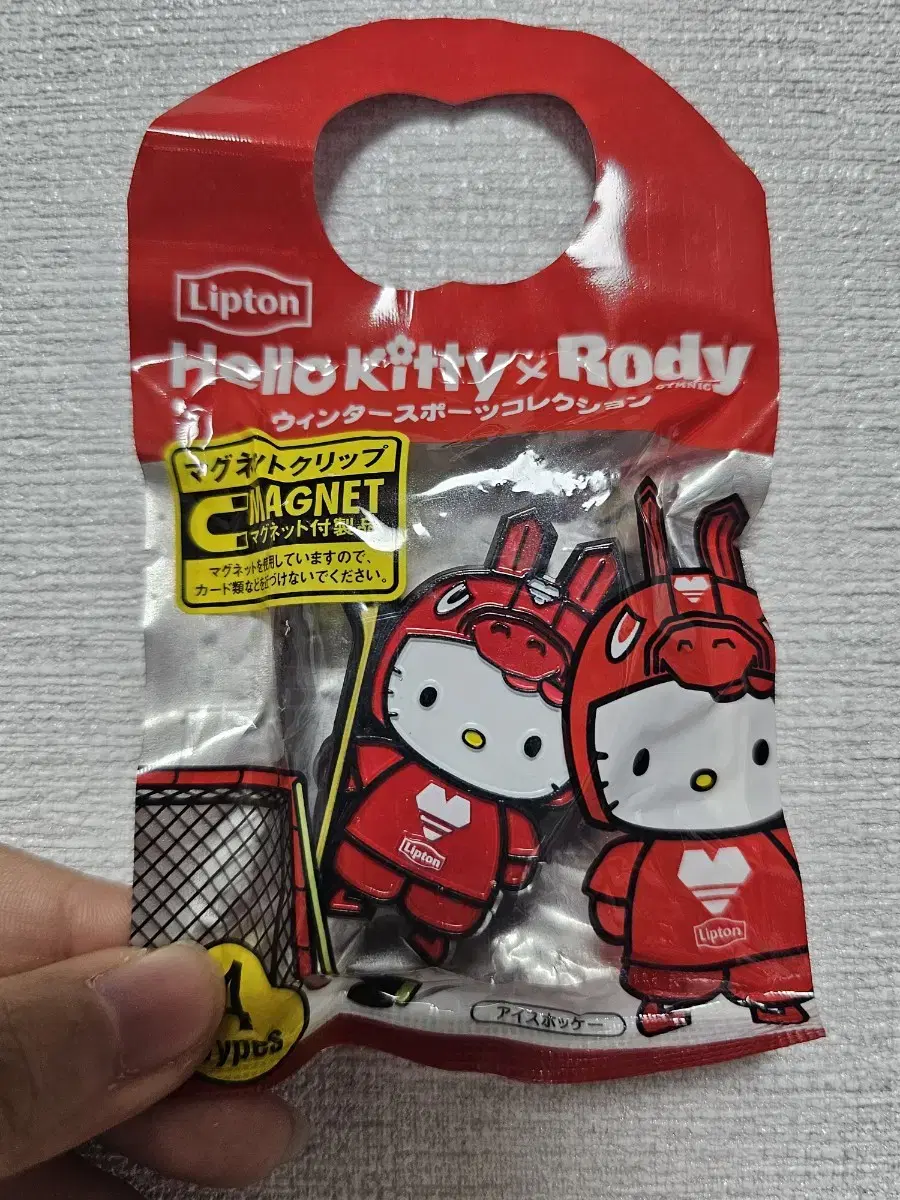 Lipton
Hello Kitty × Rody
GYMNIC
ウィンタースポーツコレクション
マグネットクリップ
MAGNET
マグネット付製品
マグネットを使用していますので、
カード類などを近づけないでください。
Lipton
Lipton
アイスホッケー
ypes